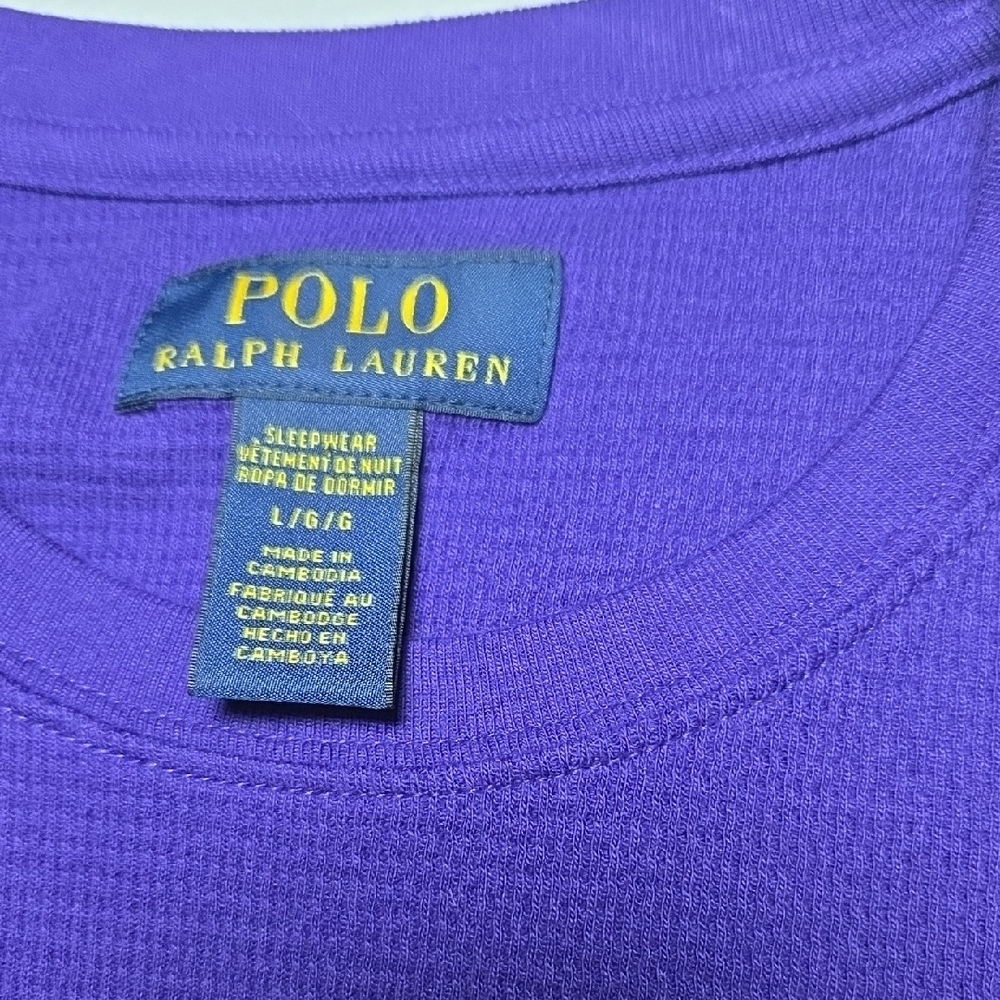 POLO
RALPH LAUREN
SLEEPWEAR
VÊTEMENT DE NUIT
ROPA DE DORMIR
L/G/G
MADE IN
CAMBODIA
FABRIQUÉ AU
CAMBODGE
HECHO EN
CAMBOYA